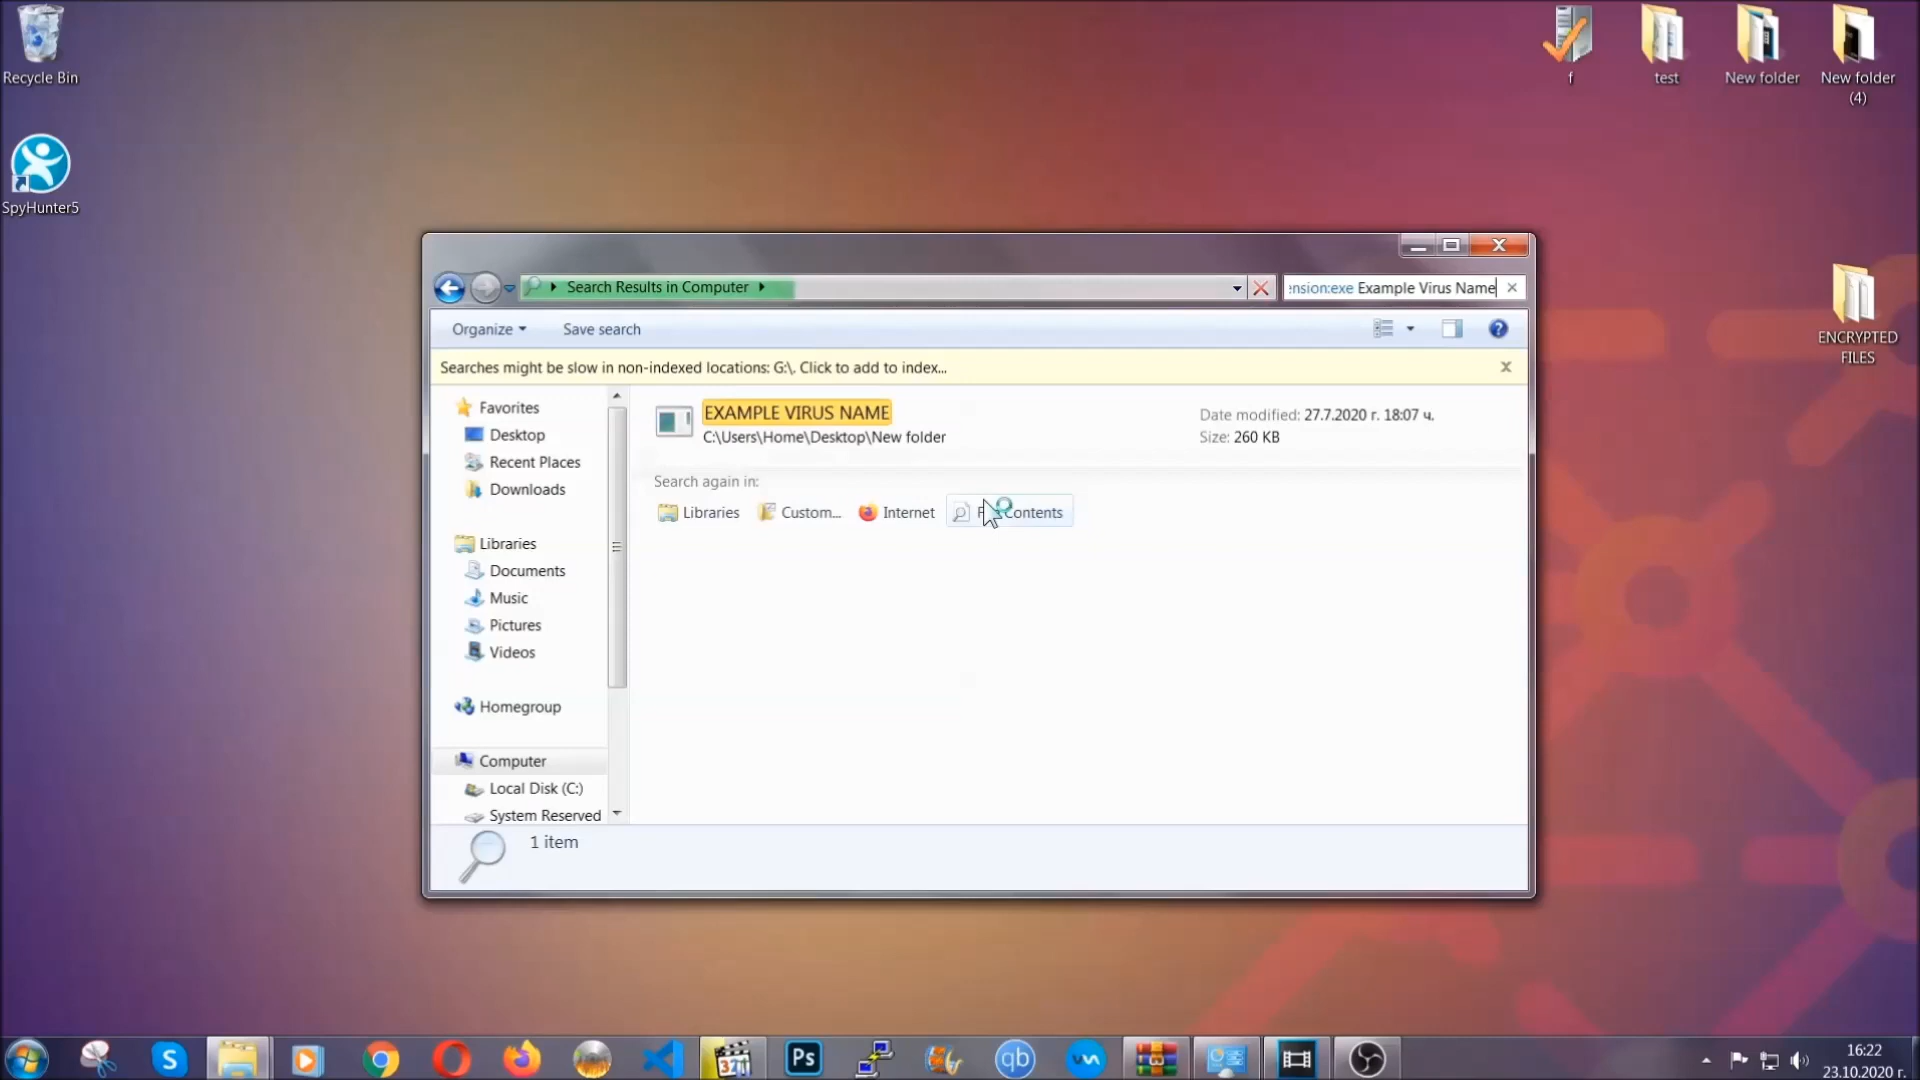 Recycle Bin
SpyHunter5
f
test
New folder
New folder
(4)
ENCRYPTED
FILES
Search Results in Computer
ension:exe Example Virus Name
Organize
Save search
Searches might be slow in non-indexed locations: G:\. Click to add to index...
Favorites
Desktop
Recent Places
Downloads
Libraries
Documents
Music
Pictures
Videos
Homegroup
Computer
Local Disk (C:)
System Reserved
EXAMPLE VIRUS NAME
C:\Users\Home\Desktop\New folder
Date modified: 27.7.2020 г. 18:07 ч.
Size: 260 KB
Search again in:
Libraries
Custom...
Internet
Contents
1 item
S
321
Ps
qb
16:22
23.10.2020 г.